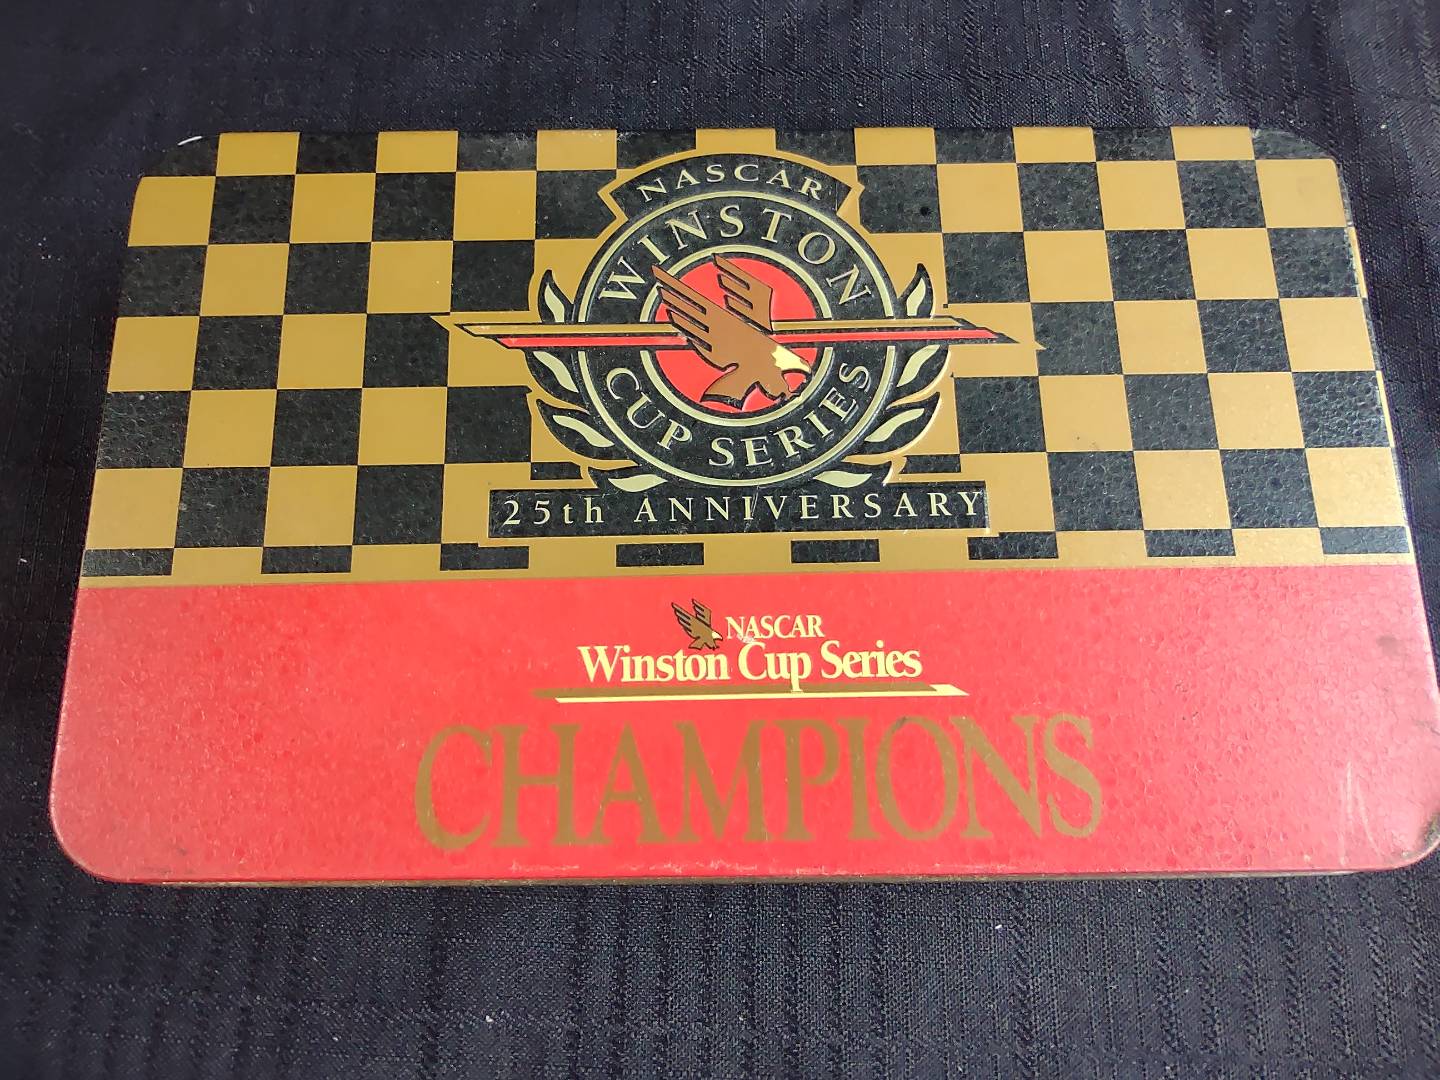 NASCAR
WINSTON
CUP SERIES
25th ANNIVERSARY
NASCAR
Winston Cup Series
CHAMPIONS